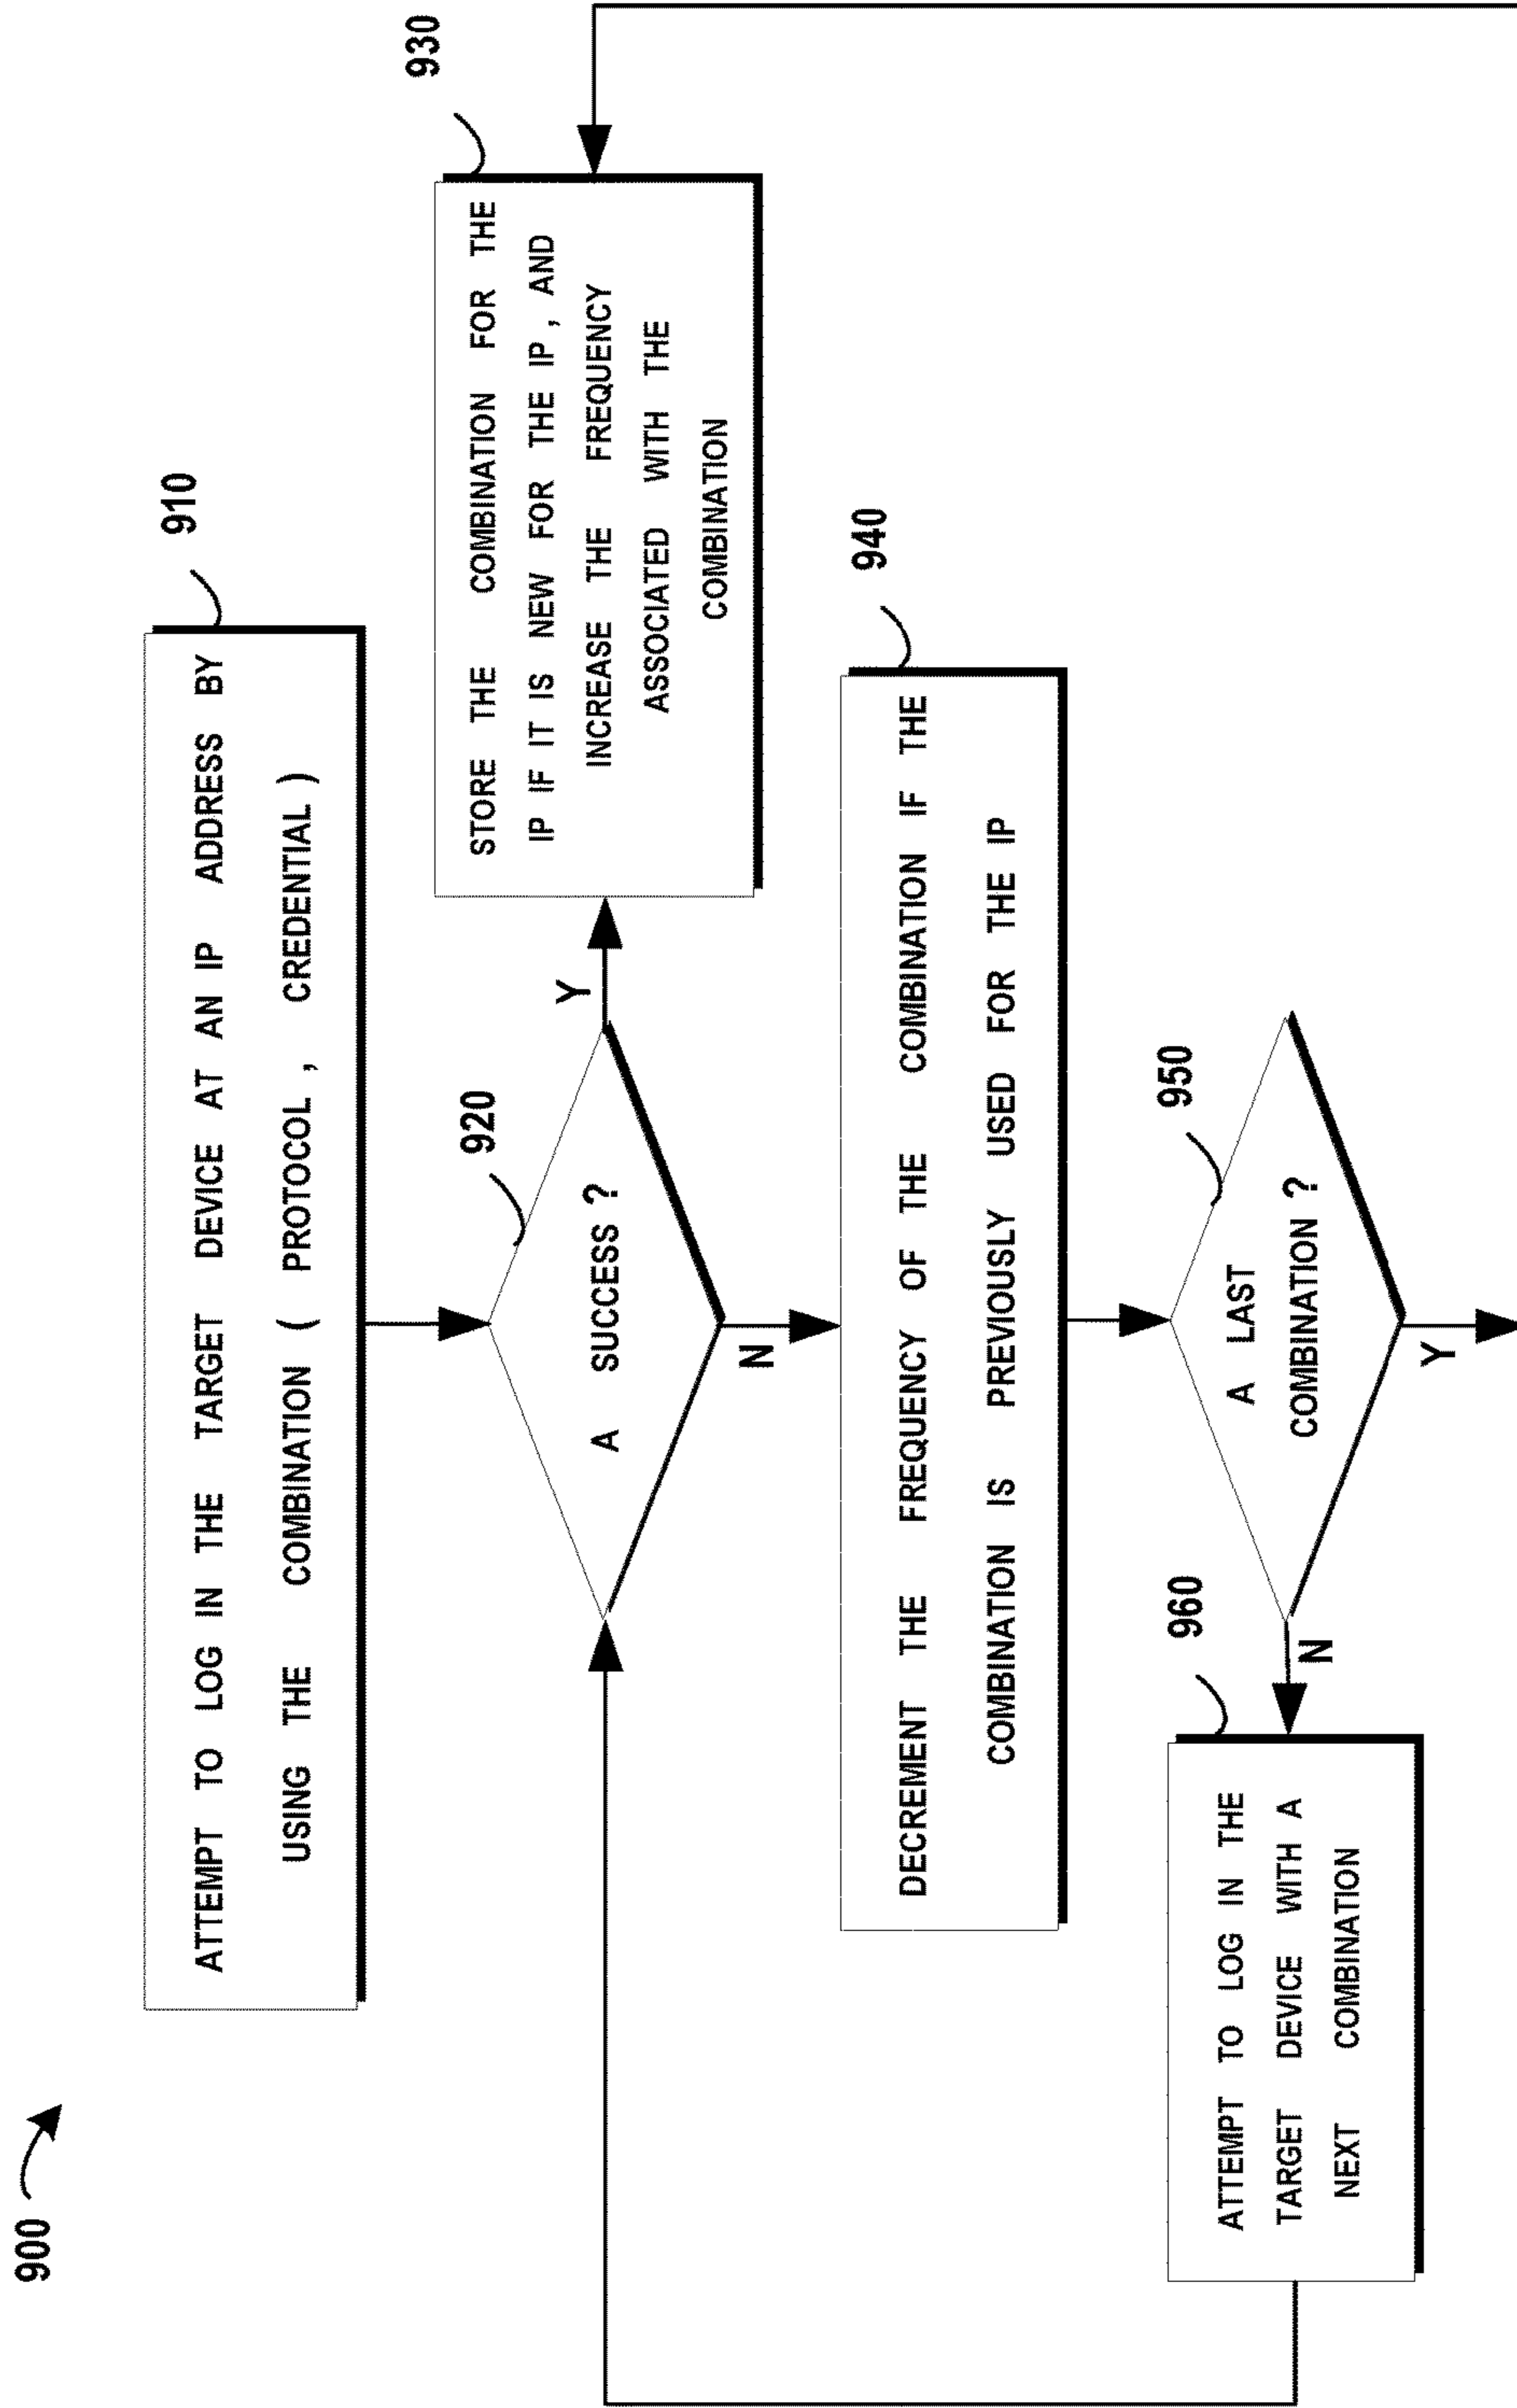 900
910
ATTEMPT TO LOG IN THE TARGET DEVICE AT AN IP ADDRESS BY
USING THE COMBINATION ( PROTOCOL , CREDENTIAL )
920
A SUCCESS ?
Y
N
930
STORE THE COMBINATION FOR THE
IP IF IT IS NEW FOR THE IP , AND
INCREASE THE FREQUENCY
ASSOCIATED WITH THE
COMBINATION
940
DECREMENT THE FREQUENCY OF THE COMBINATION IF THE
COMBINATION IS PREVIOUSLY USED FOR THE IP
950
A LAST
COMBINATION ?
N
Y
960
ATTEMPT TO LOG IN THE
TARGET DEVICE WITH A
NEXT COMBINATION